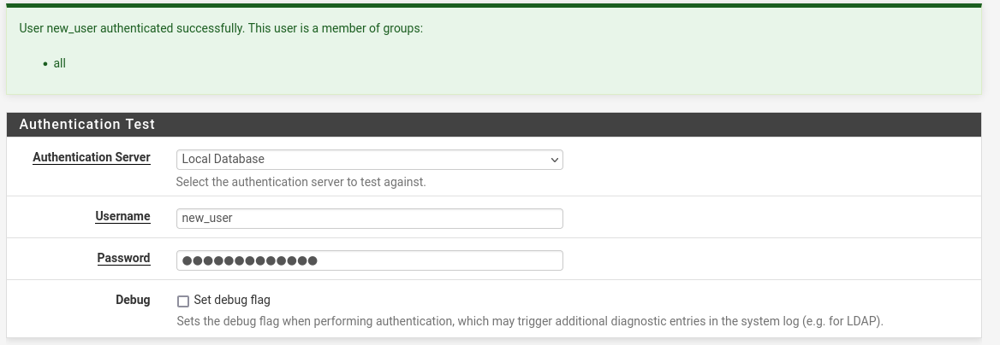 User new_user authenticated successfully. This user is a member of groups:
• all
Authentication Test
Authentication Server
Local Database
Select the authentication server to test against.
Username
new_user
Password
●●●●●●●●●●●●●
Debug
Set debug flag
Sets the debug flag when performing authentication, which may trigger additional diagnostic entries in the system log (e.g. for LDAP).